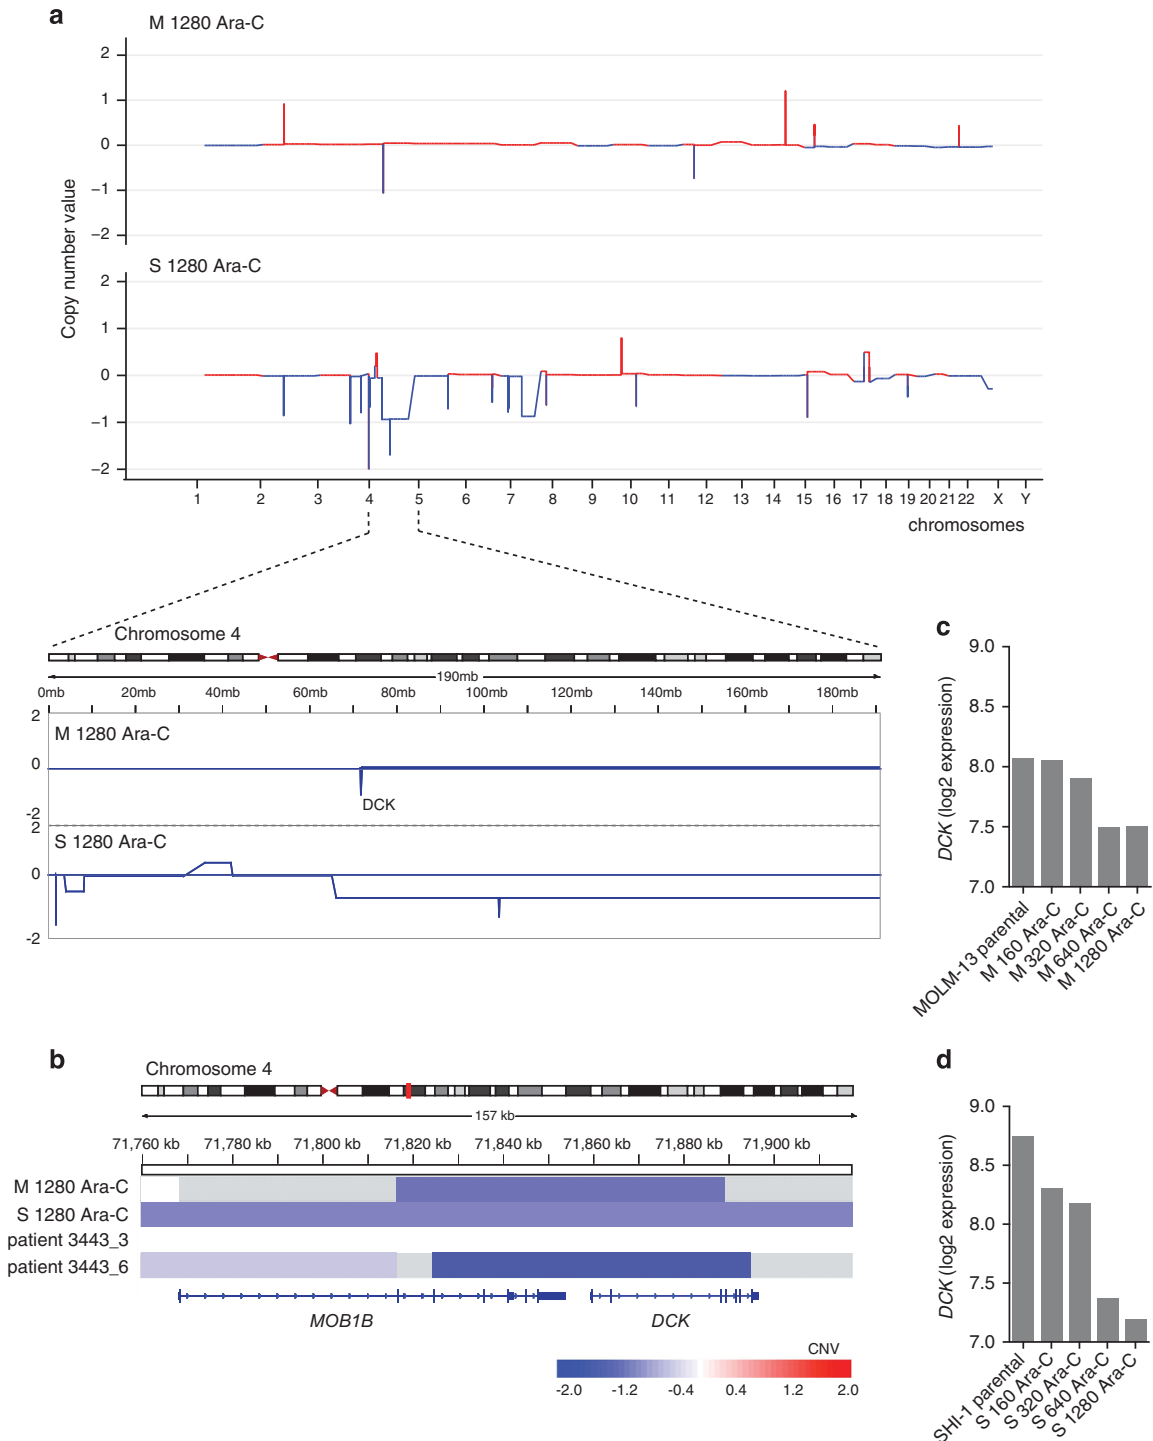 a
M 1280 Ara-C
2
1
0
−1
−2
Copy number value
S 1280 Ara-C
2
1
0
−1
−2
1 2 3 4 5 6 7 8 9 10 11 12 13 14 15 16 17 18 19 20 21 22 X Y
chromosomes
Chromosome 4
190mb
0mb 20mb 40mb 60mb 80mb 100mb 120mb 140mb 160mb 180mb
2
M 1280 Ara-C
0
DCK
-2
2
S 1280 Ara-C
0
-2
c
9.0
8.5
8.0
7.5
7.0
DCK (log2 expression)
MOLM-13 parental
M 160 Ara-C
M 320 Ara-C
M 640 Ara-C
M 1280 Ara-C
b
Chromosome 4
157 kb
71,760 kb 71,780 kb 71,800 kb 71,820 kb 71,840 kb 71,860 kb 71,880 kb 71,900 kb
M 1280 Ara-C
S 1280 Ara-C
patient 3443_3
patient 3443_6
MOB1B DCK
CNV
-2.0 -1.2 -0.4 0.4 1.2 2.0
d
9.0
8.5
8.0
7.5
7.0
DCK (log2 expression)
SHI-1 parental
S 160 Ara-C
S 320 Ara-C
S 640 Ara-C
S 1280 Ara-C